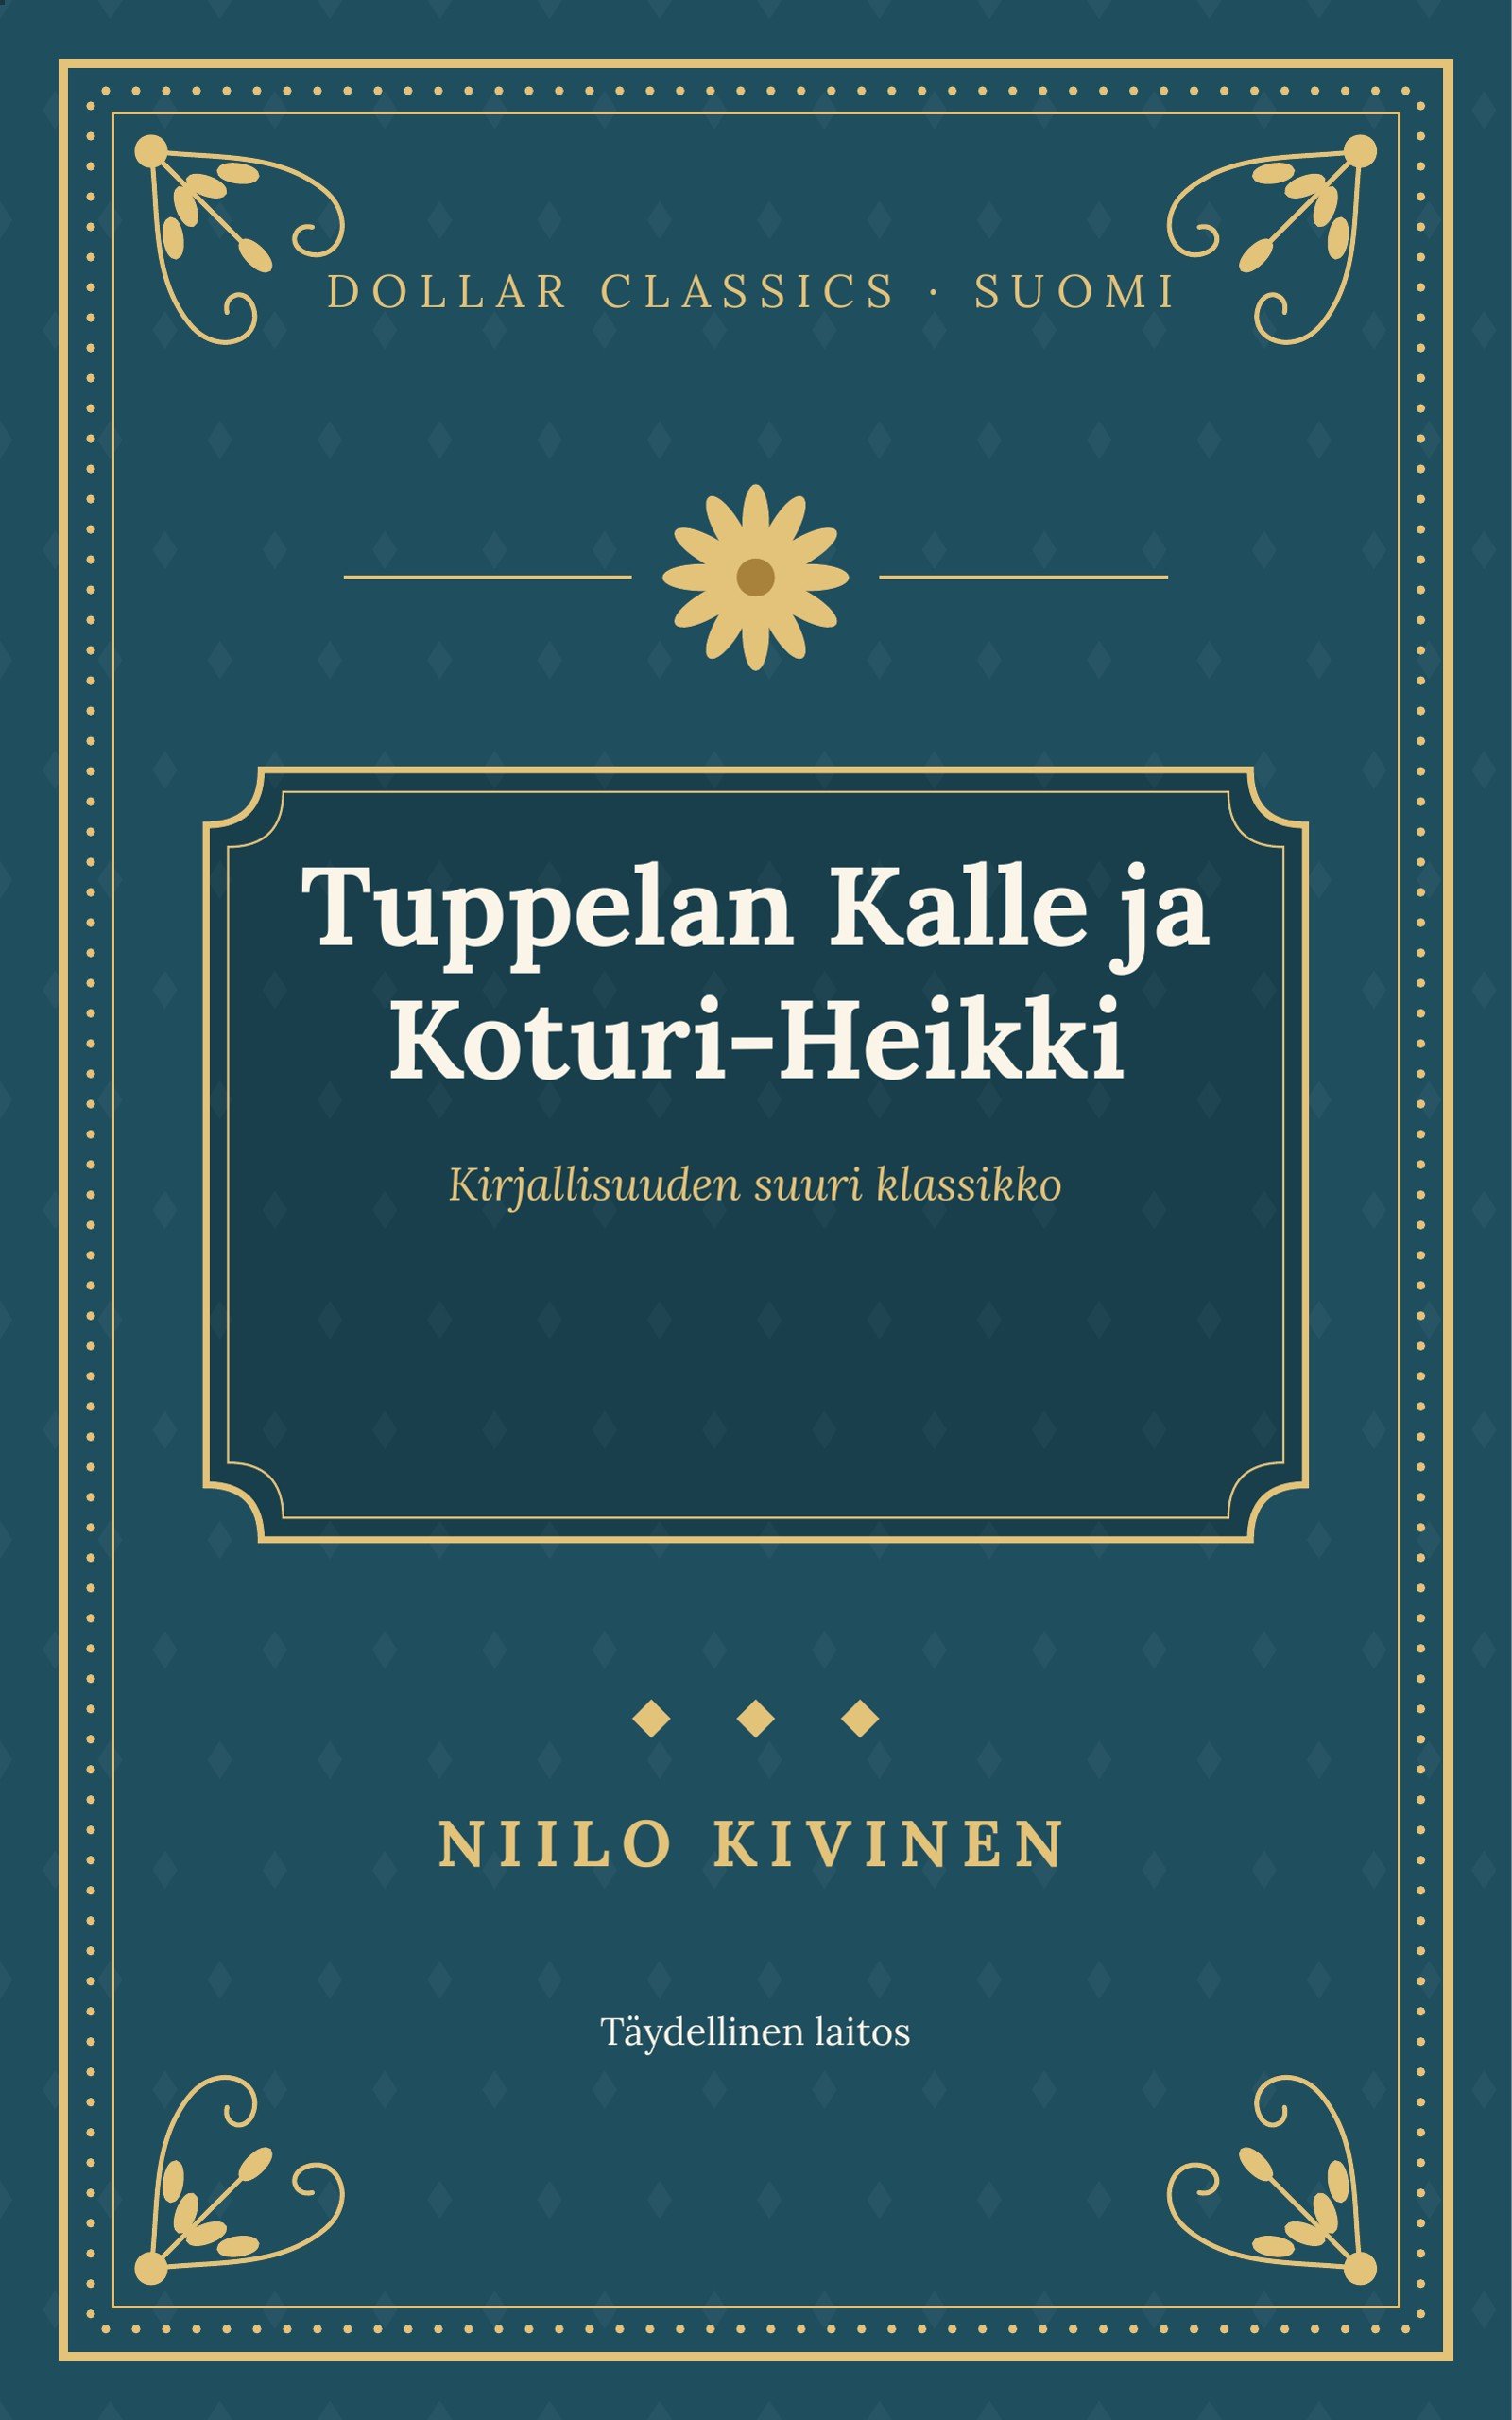 DOLLAR CLASSICS · SUOMI
Tuppelan Kalle ja
Koturi-Heikki
Kirjallisuuden suuri klassikko
NIILO KIVINEN
Täydellinen laitos